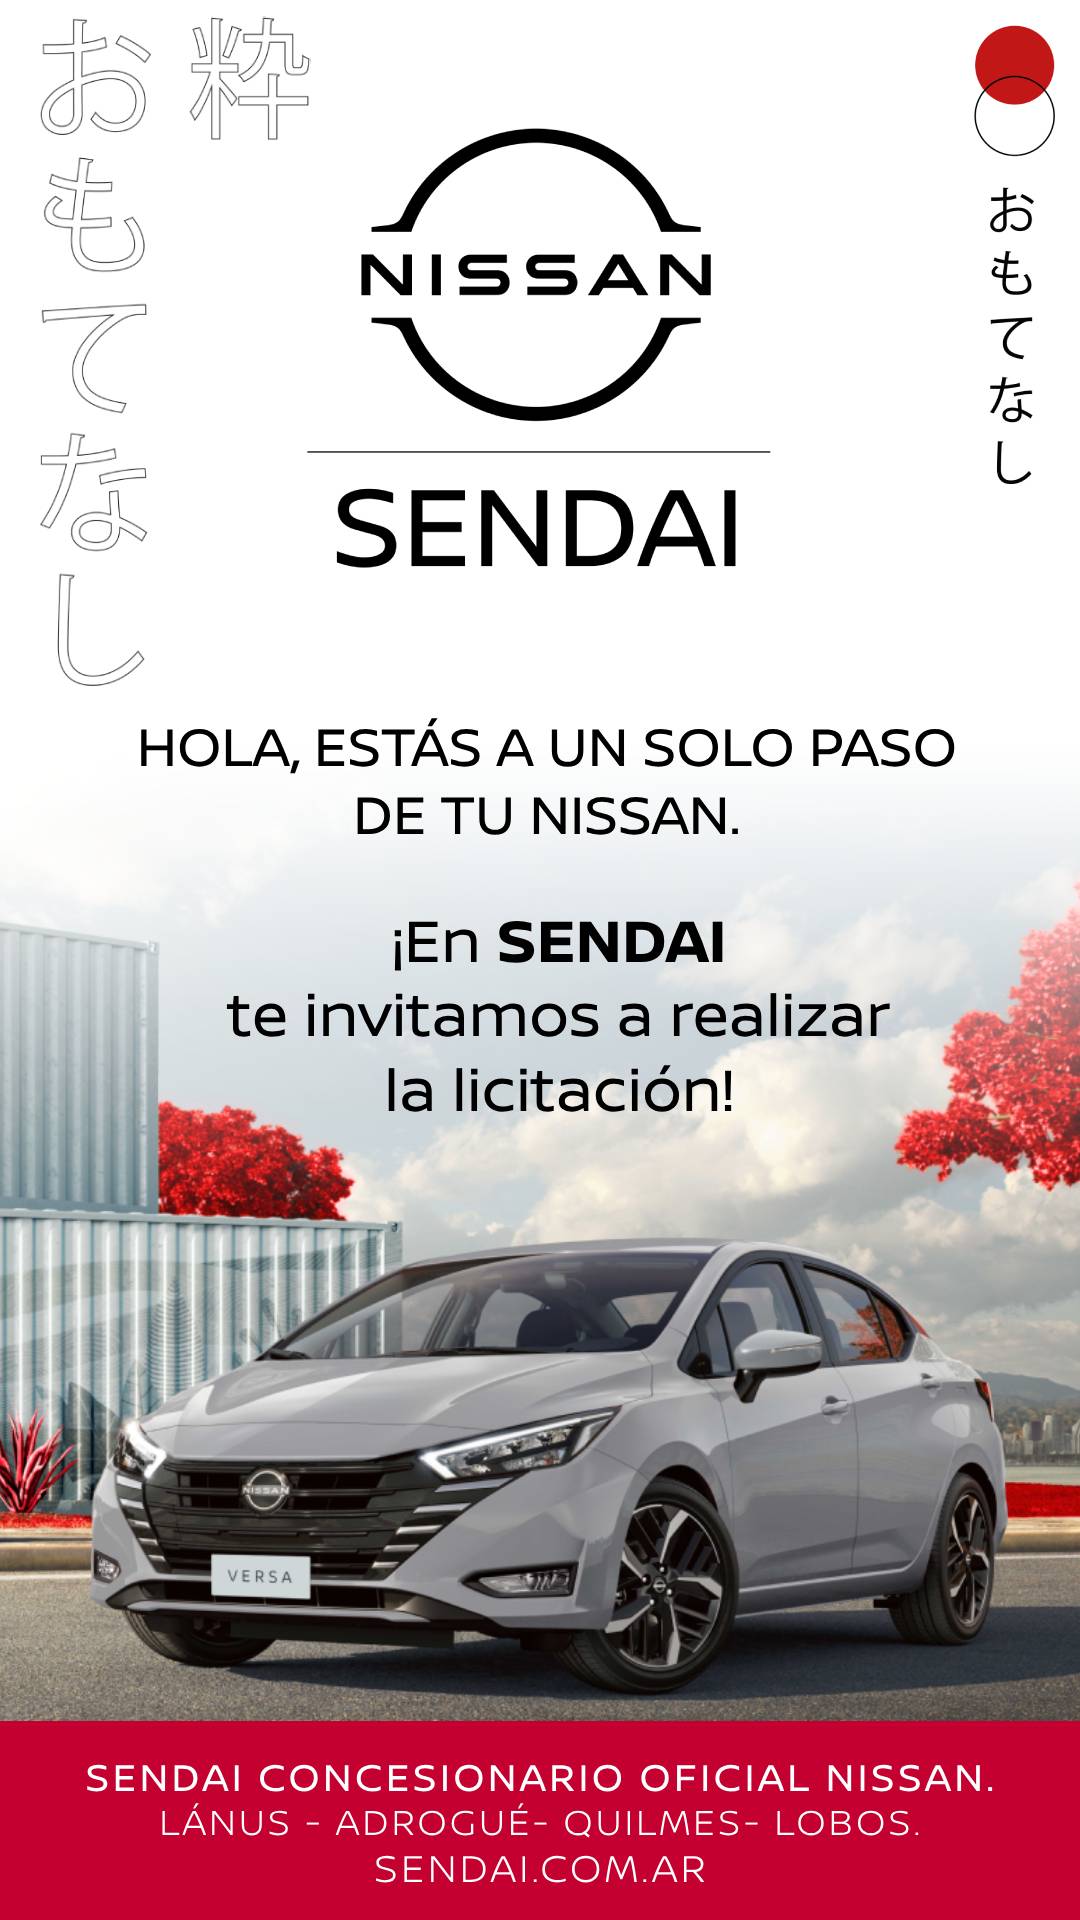 粋
おもてなし
おもてなし
NISSAN
SENDAI
HOLA, ESTÁS A UN SOLO PASO
DE TU NISSAN.
¡En SENDAI
te invitamos a realizar
la licitación!
NISSAN
VERSA
SENDAI CONCESIONARIO OFICIAL NISSAN.
LÁNUS - ADROGUÉ- QUILMES- LOBOS.
SENDAI.COM.AR